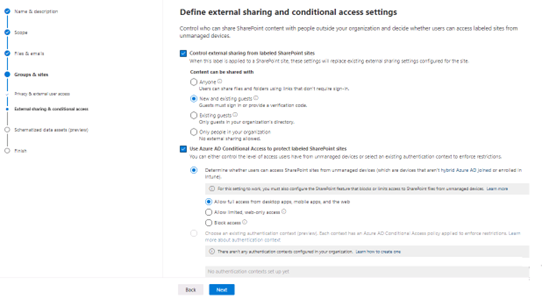 Name & description
Scope
Files & emails
Groups & sites
Privacy & external user access
External sharing & conditional access
Schematized data assets (preview)
Finish
Define external sharing and conditional access settings
Control who can share SharePoint content with people outside your organization and decide whether users can access labeled sites from
unmanaged devices.
Control external sharing from labeled SharePoint sites
When this label is applied to a SharePoint site, these settings will replace existing external sharing settings configured for the site.
Content can be shared with
Anyone
Users can share files and folders using links that don't require sign-in.
New and existing guests
Guests must sign in or provide a verification code.
Existing guests
Only guests in your organization's directory.
Only people in your organization
No external sharing allowed.
Use Azure AD Conditional Access to protect labeled SharePoint sites
You can either control the level of access users have from unmanaged devices or select an existing authentication context to enforce restrictions.
Determine whether users can access SharePoint sites from unmanaged devices (which are devices that aren't hybrid Azure AD joined or enrolled in
Intune).
For this setting to work, you must also configure the SharePoint feature that blocks or limits access to SharePoint files from unmanaged devices. Learn more
Allow full access from desktop apps, mobile apps, and the web
Allow limited, web-only access
Block access
Choose an existing authentication context (preview). Each context has an Azure AD Conditional Access policy applied to enforce restrictions. Learn
more about authentication context
There aren't any authentication contexts configured in your organization. Learn how to create one
No authentication contexts set up yet
Back
Next